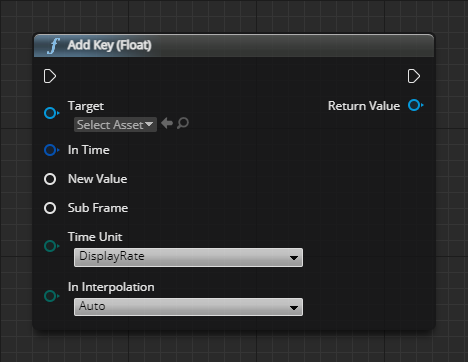 f Add Key (Float)
Target
Return Value
Select Asset
In Time
New Value
Sub Frame
Time Unit
DisplayRate
In Interpolation
Auto